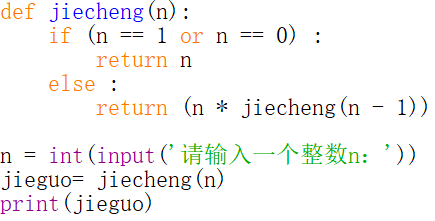 def jiecheng(n):
    if (n == 1 or n == 0) :
        return n
    else :
        return (n * jiecheng(n - 1))

n = int(input('请输入一个整数n：'))
jieguo= jiecheng(n)
print(jieguo)